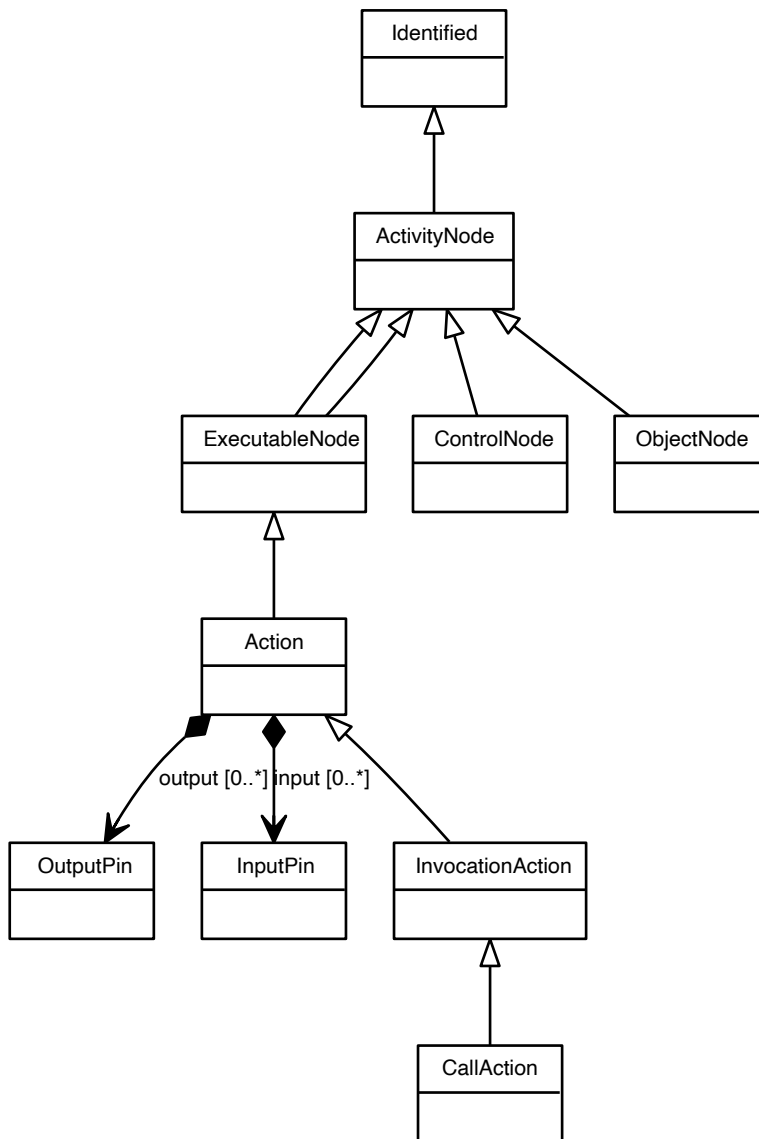 Identified
ActivityNode
ExecutableNode
ControlNode
ObjectNode
Action
output [0..*]
input [0..*]
OutputPin
InputPin
InvocationAction
CallAction